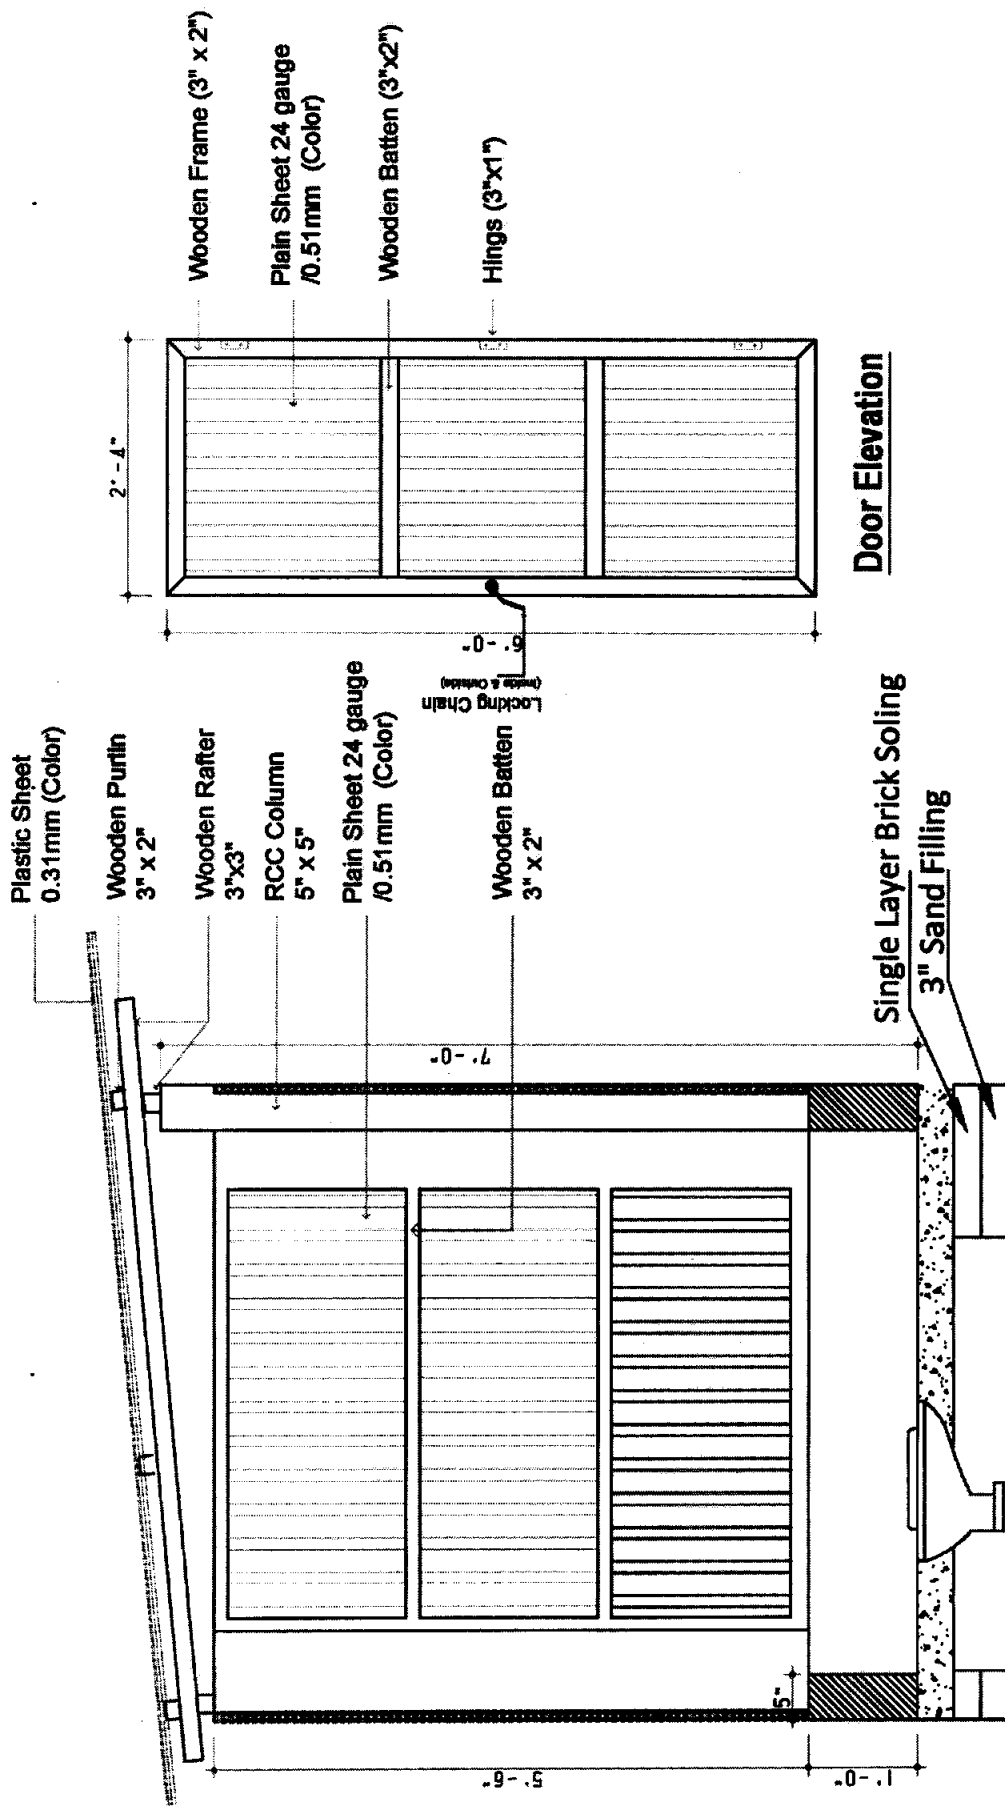 Plastic Sheet
0.31mm (Color)
Wooden Purlin
3" x 2"
Wooden Rafter
3"x3"
RCC Column
5" x 5"
Plain Sheet 24 gauge
/0.51mm (Color)
Wooden Batten
3" x 2"
Single Layer Brick Soling
3" Sand Filling
7'-0"
5'-6"
1'-0"
5"
2'-4"
6'-0"
Wooden Frame (3" x 2")
Plain Sheet 24 gauge
/0.51mm (Color)
Wooden Batten (3"x2")
Hings (3"x1")
Locking Chain
(Inside & Outside)
Door Elevation